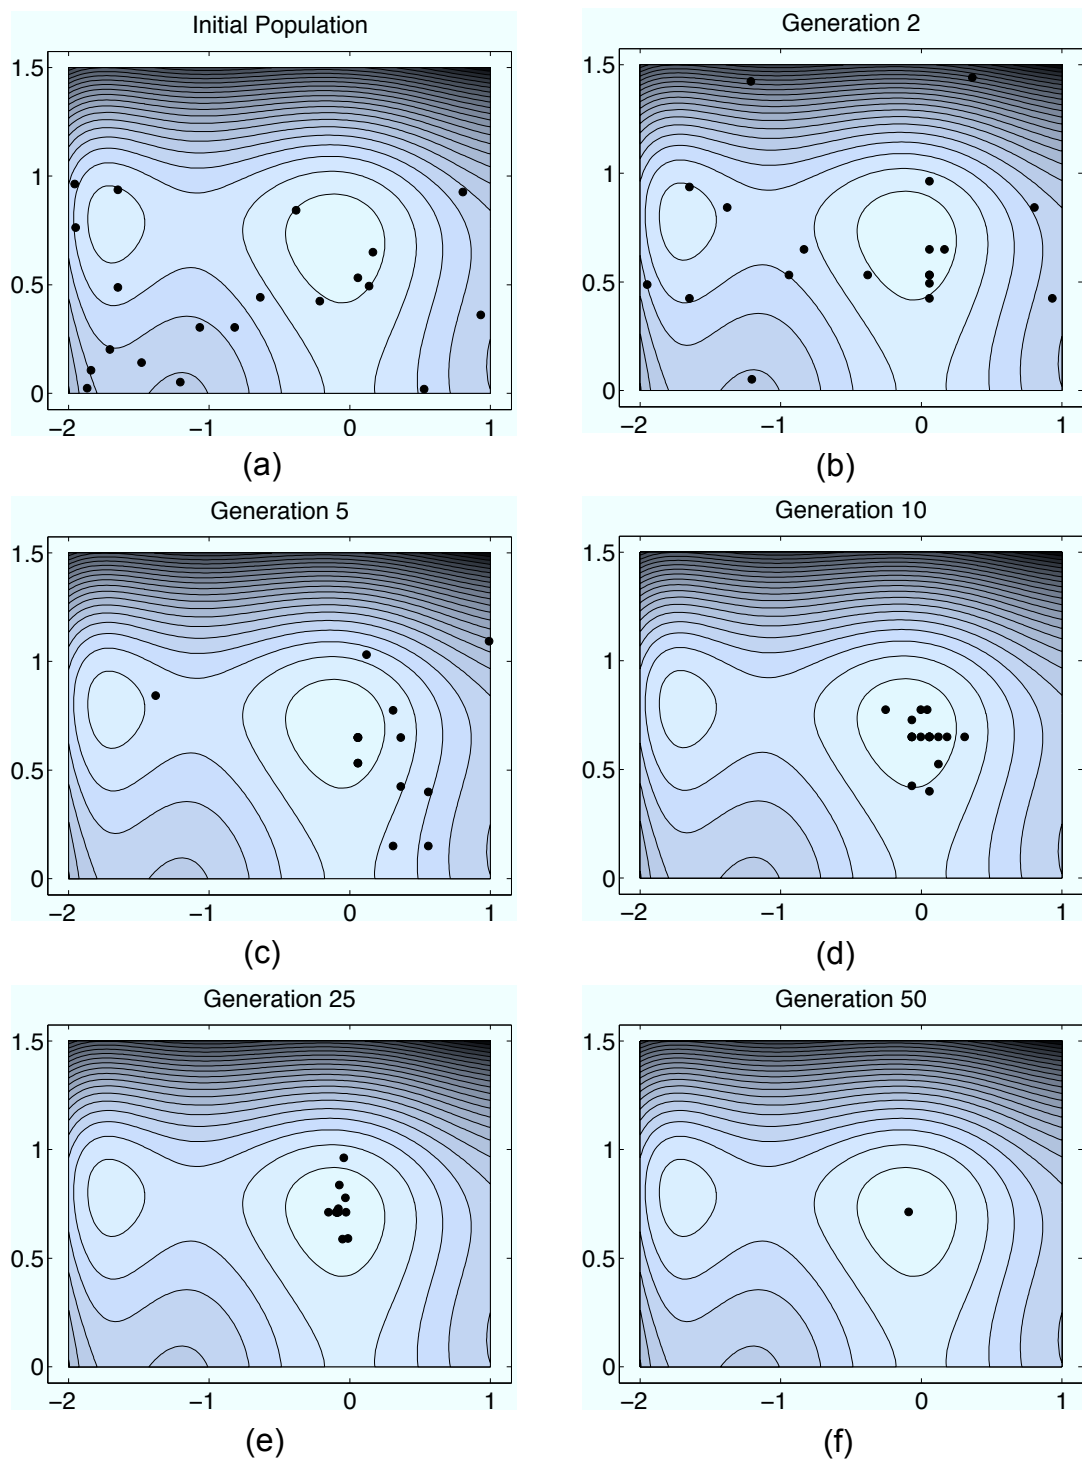 Initial Population
1.5
1
0.5
0
−2 −1 0 1
(a)
Generation 2
1.5
1
0.5
0
−2 −1 0 1
(b)
Generation 5
1.5
1
0.5
0
−2 −1 0 1
(c)
Generation 10
1.5
1
0.5
0
−2 −1 0 1
(d)
Generation 25
1.5
1
0.5
0
−2 −1 0 1
(e)
Generation 50
1.5
1
0.5
0
−2 −1 0 1
(f)